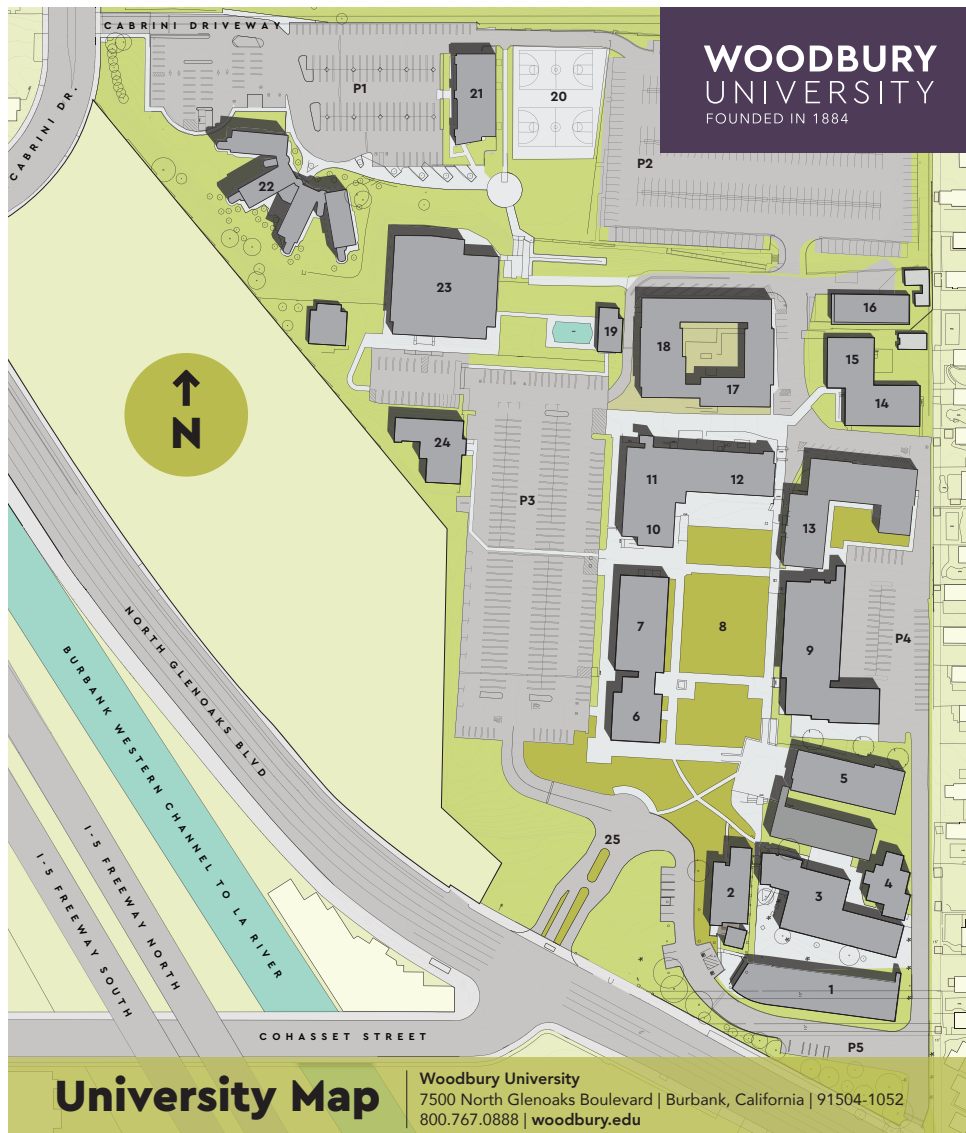 CABRINI DRIVEWAY
WOODBURY
UNIVERSITY
FOUNDED IN 1884
CABRINI DR.
P1
21
20
P2
22
23
16
19
18
15
17
14
N
24
11
12
P3
10
13
7
8
9
P4
6
NORTH GLENOAKS BLVD
BURBANK WESTERN CHANNEL TO LA RIVER
5
25
I-5 FREEWAY NORTH
I-5 FREEWAY SOUTH
2
3
4
1
COHASSET STREET
P5
University Map
Woodbury University
7500 North Glenoaks Boulevard | Burbank, California | 91504-1052
800.767.0888 | woodbury.edu